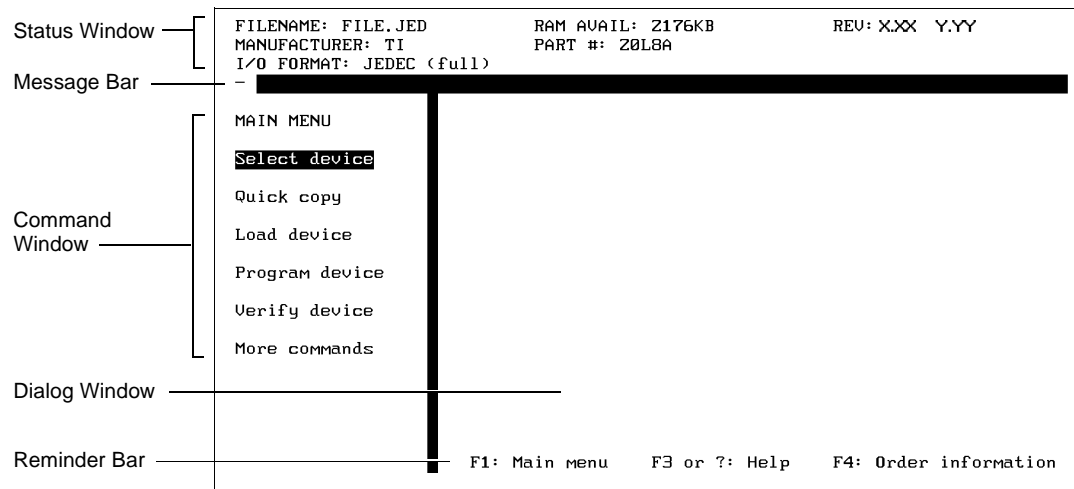 Status Window
FILENAME: FILE.JED RAM AVAIL: 2176KB REV: X.XX Y.YY
MANUFACTURER: TI PART #: 20L8A
I/O FORMAT: JEDEC (full)
Message Bar
MAIN MENU
Select device
Quick copy
Command
Window
Load device
Program device
Verify device
More commands
Dialog Window
Reminder Bar
F1: Main menu F3 or ?: Help F4: Order information